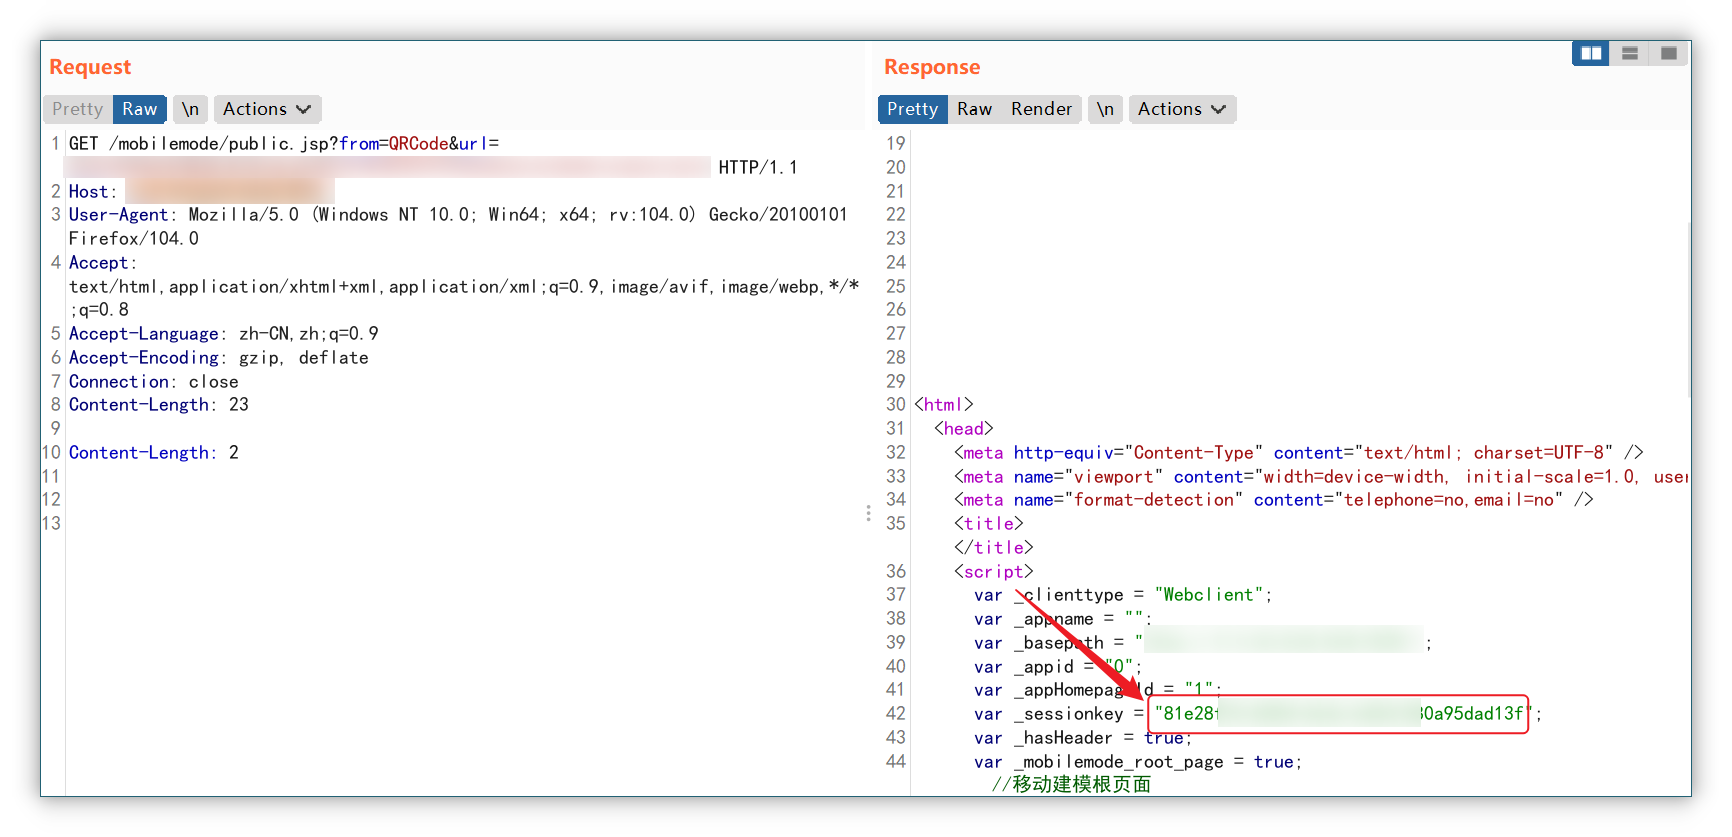 Request
Pretty Raw \n Actions
1 GET /mobilemode/public.jsp?from=QRCode&url=
HTTP/1.1
2 Host:
3 User-Agent: Mozilla/5.0 (Windows NT 10.0; Win64; x64; rv:104.0) Gecko/20100101
Firefox/104.0
4 Accept:
text/html,application/xhtml+xml,application/xml;q=0.9,image/avif,image/webp,*/*
;q=0.8
5 Accept-Language: zh-CN,zh;q=0.9
6 Accept-Encoding: gzip, deflate
7 Connection: close
8 Content-Length: 23
9
10 Content-Length: 2
11
12
13
Response
Pretty Raw Render \n Actions
19
20
21
22
23
24
25
26
27
28
29
30 <html>
31 <head>
32 <meta http-equiv="Content-Type" content="text/html; charset=UTF-8" />
33 <meta name="viewport" content="width=device-width, initial-scale=1.0, user
34 <meta name="format-detection" content="telephone=no,email=no" />
35 <title>
</title>
36 <script>
37 var _clienttype = "Webclient";
38 var _appname = "";
39 var _basepath = " ;
40 var _appid = "0";
41 var _appHomepageId = "1";
42 var _sessionkey = "81e28f 80a95dad13f";
43 var _hasHeader = true;
44 var _mobilemode_root_page = true;
//移动建模根页面